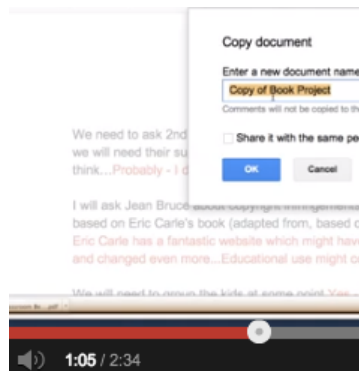 Copy document
Enter a new document name
Copy of Book Project
Comments will not be copied to th
Share it with the same pe
OK Cancel
We need to ask 2nd
we will need their su
think...Probably - I d
I will ask Jean Bruce about copyright infringements
based on Eric Carle's book (adapted from, based o
Eric Carle has a fantastic website which might hav
and changed even more...Educational use might
We will need to group the kids at some point Yes -
.pdf
1:05 / 2:34